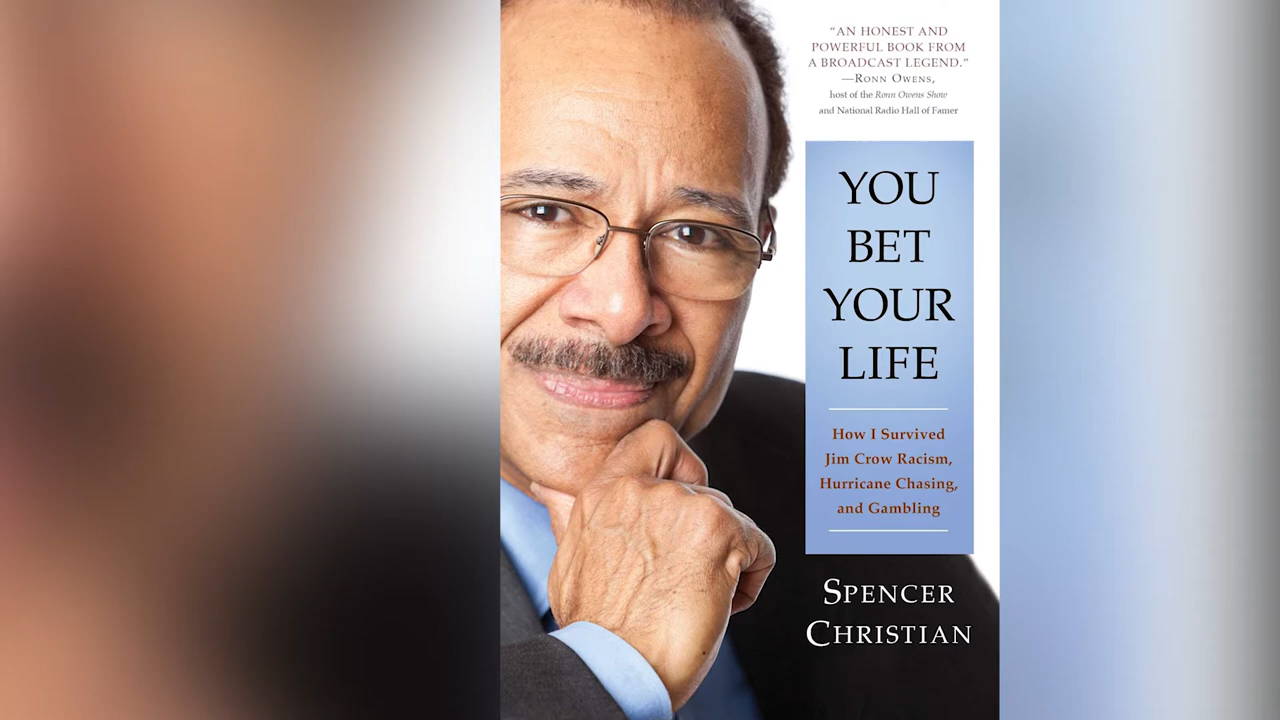 “AN HONEST AND
POWERFUL BOOK FROM
A BROADCAST LEGEND.”
—RONN OWENS,
host of the Ronn Owens Show
and National Radio Hall of Famer
YOU
BET
YOUR
LIFE
How I Survived
Jim Crow Racism,
Hurricane Chasing,
and Gambling
SPENCER
CHRISTIAN